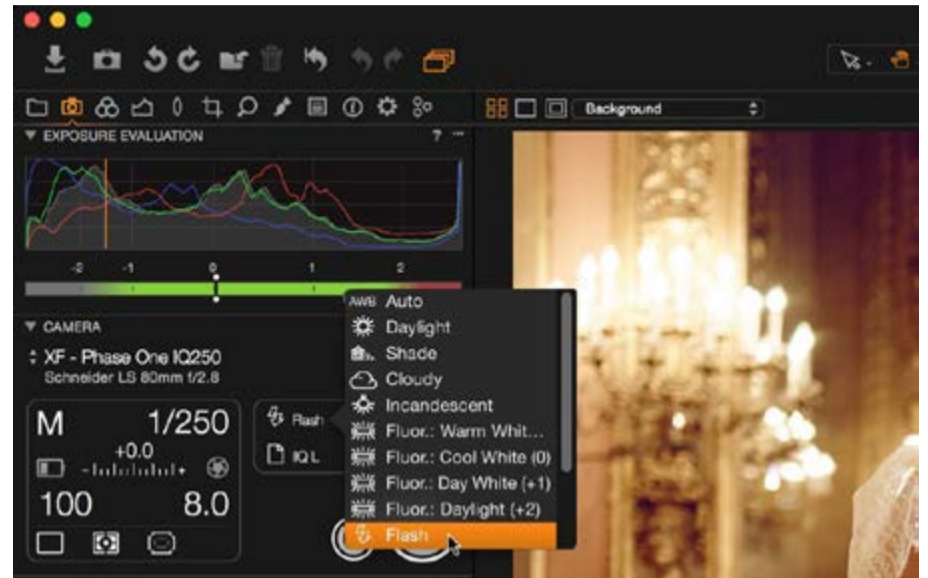 Background
EXPOSURE EVALUATION ? ...
-2 -1 0 1 2
CAMERA
XF - Phase One IQ250
Schneider LS 80mm f/2.8
M 1/250
+0.0
100 8.0
Flash
IQ L
AWB Auto
Daylight
Shade
Cloudy
Incandescent
Fluor.: Warm Whit...
Fluor.: Cool White (0)
Fluor.: Day White (+1)
Fluor.: Daylight (+2)
Flash